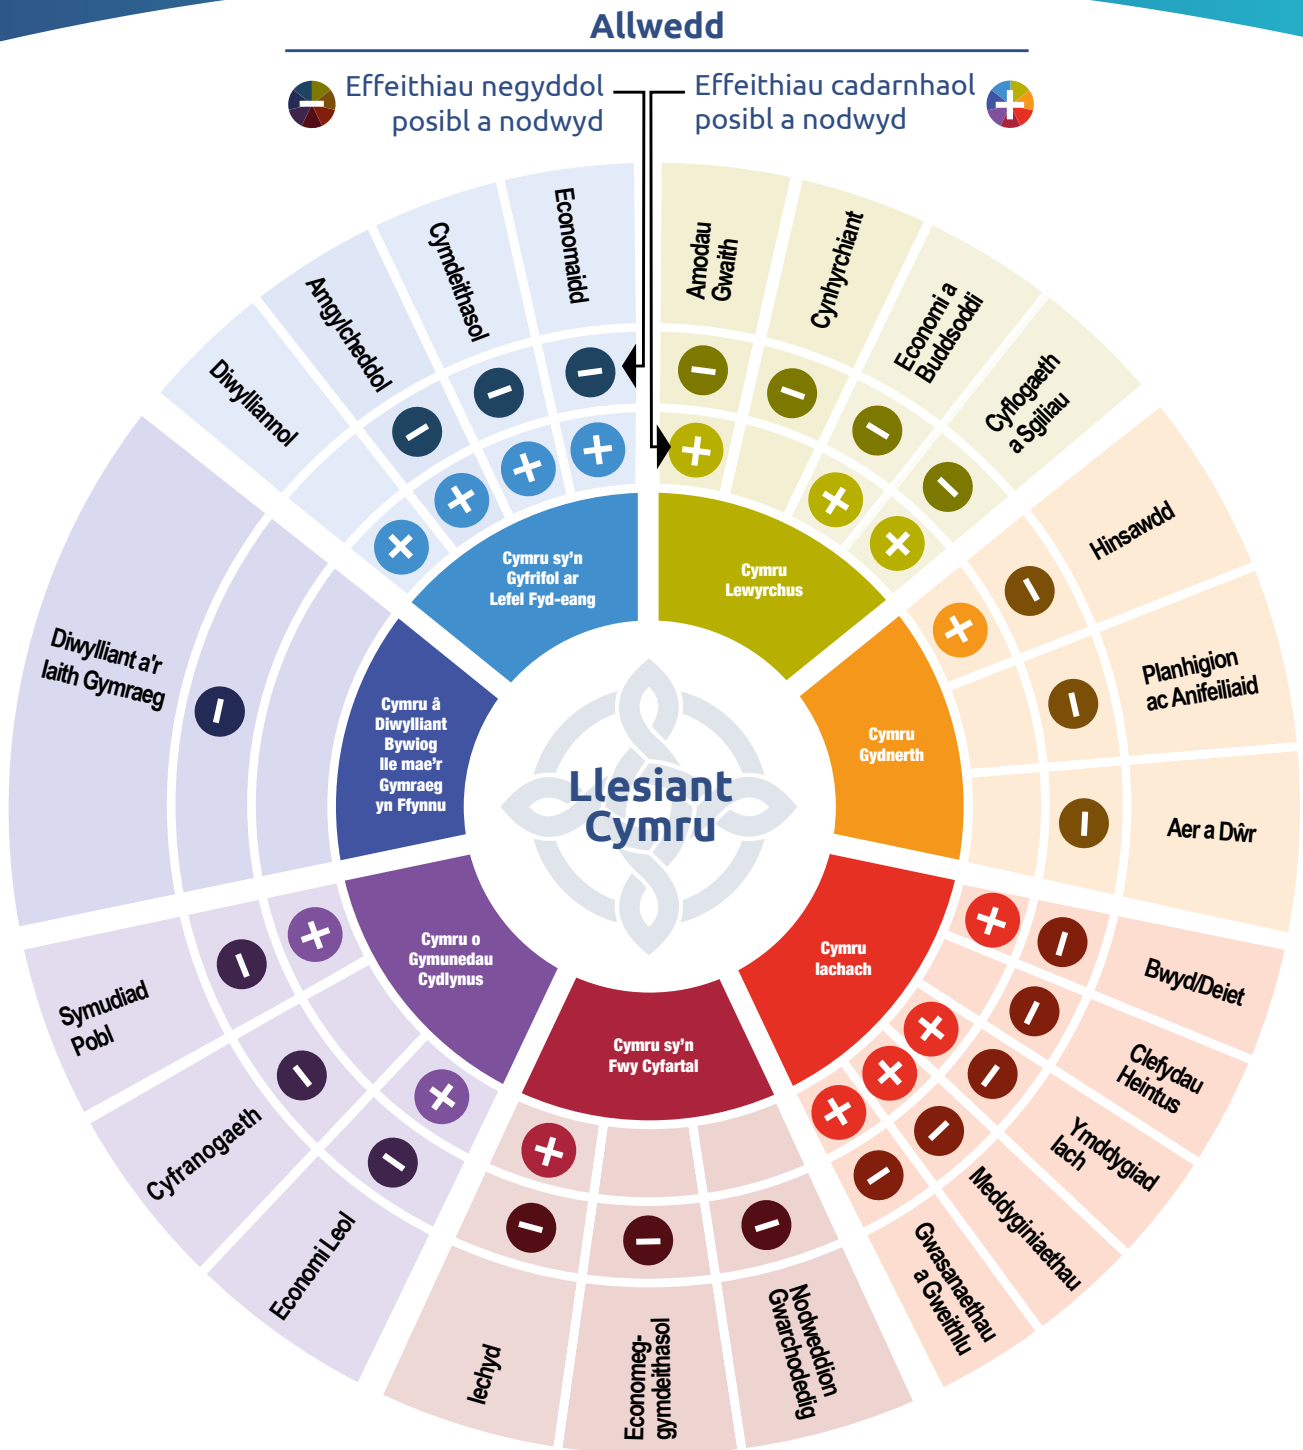 Allwedd
Effeithiau negyddol
posibl a nodwyd
Effeithiau cadarnhaol
posibl a nodwyd
Diwylliannol
Amgylcheddol
Cymdeithasol
Economaidd
Amodau
Gwaith
Cynhyrchiant
Economi a
Buddsoddi
Cyflogaeth
a Sgiliau
Hinsawdd
Planhigion
ac Anifeiliaid
Aer a Dŵr
Bwyd/Deiet
Clefydau
Heintus
Ymddygiad
Iach
Meddyginiaethau
Gwasanaethau
a Gweithlu
Nodweddion
Gwarchodedig
Economeg-
gymdeithasol
Iechyd
Economi Leol
Cyfranogaeth
Symudiad
Pobl
Diwylliant a'r
Iaith Gymraeg
Cymru sy'n
Gyfrifol ar
Lefel Fyd-eang
Cymru
Lewyrchus
Cymru
Gydnerth
Cymru
Iachach
Cymru sy'n
Fwy Cyfartal
Cymru o
Gymunedau
Cydlynus
Cymru â
Diwylliant
Bywiog
lle mae'r
Gymraeg
yn Ffynnu
Llesiant
Cymru